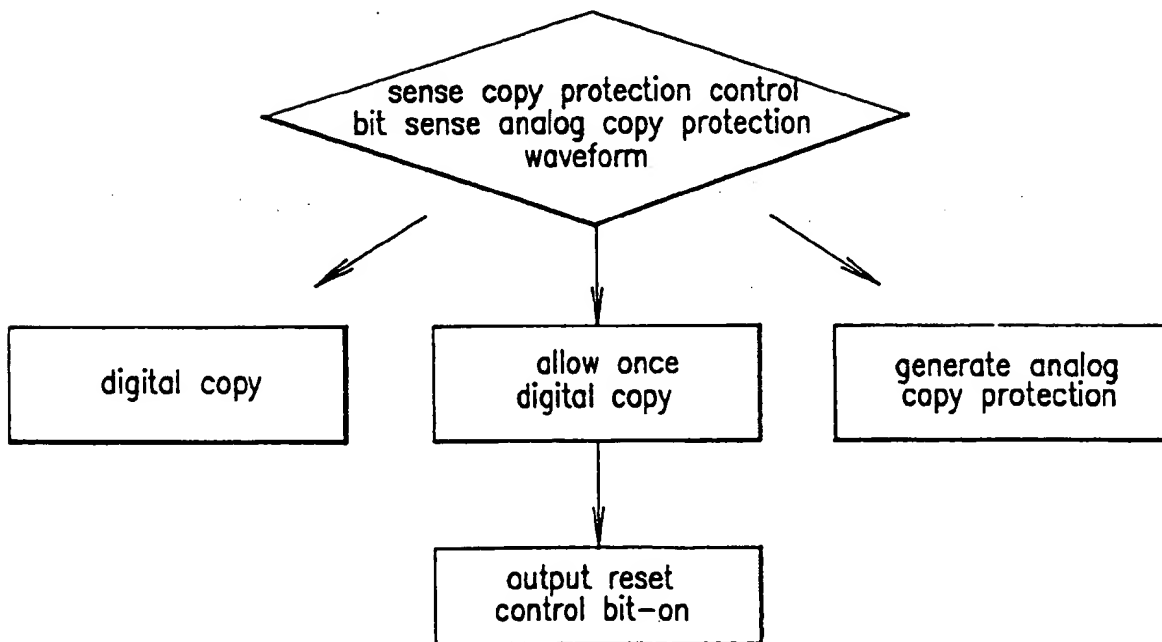 sense copy protection control
bit sense analog copy protection
waveform
digital copy
allow once
digital copy
generate analog
copy protection
output reset
control bit-on